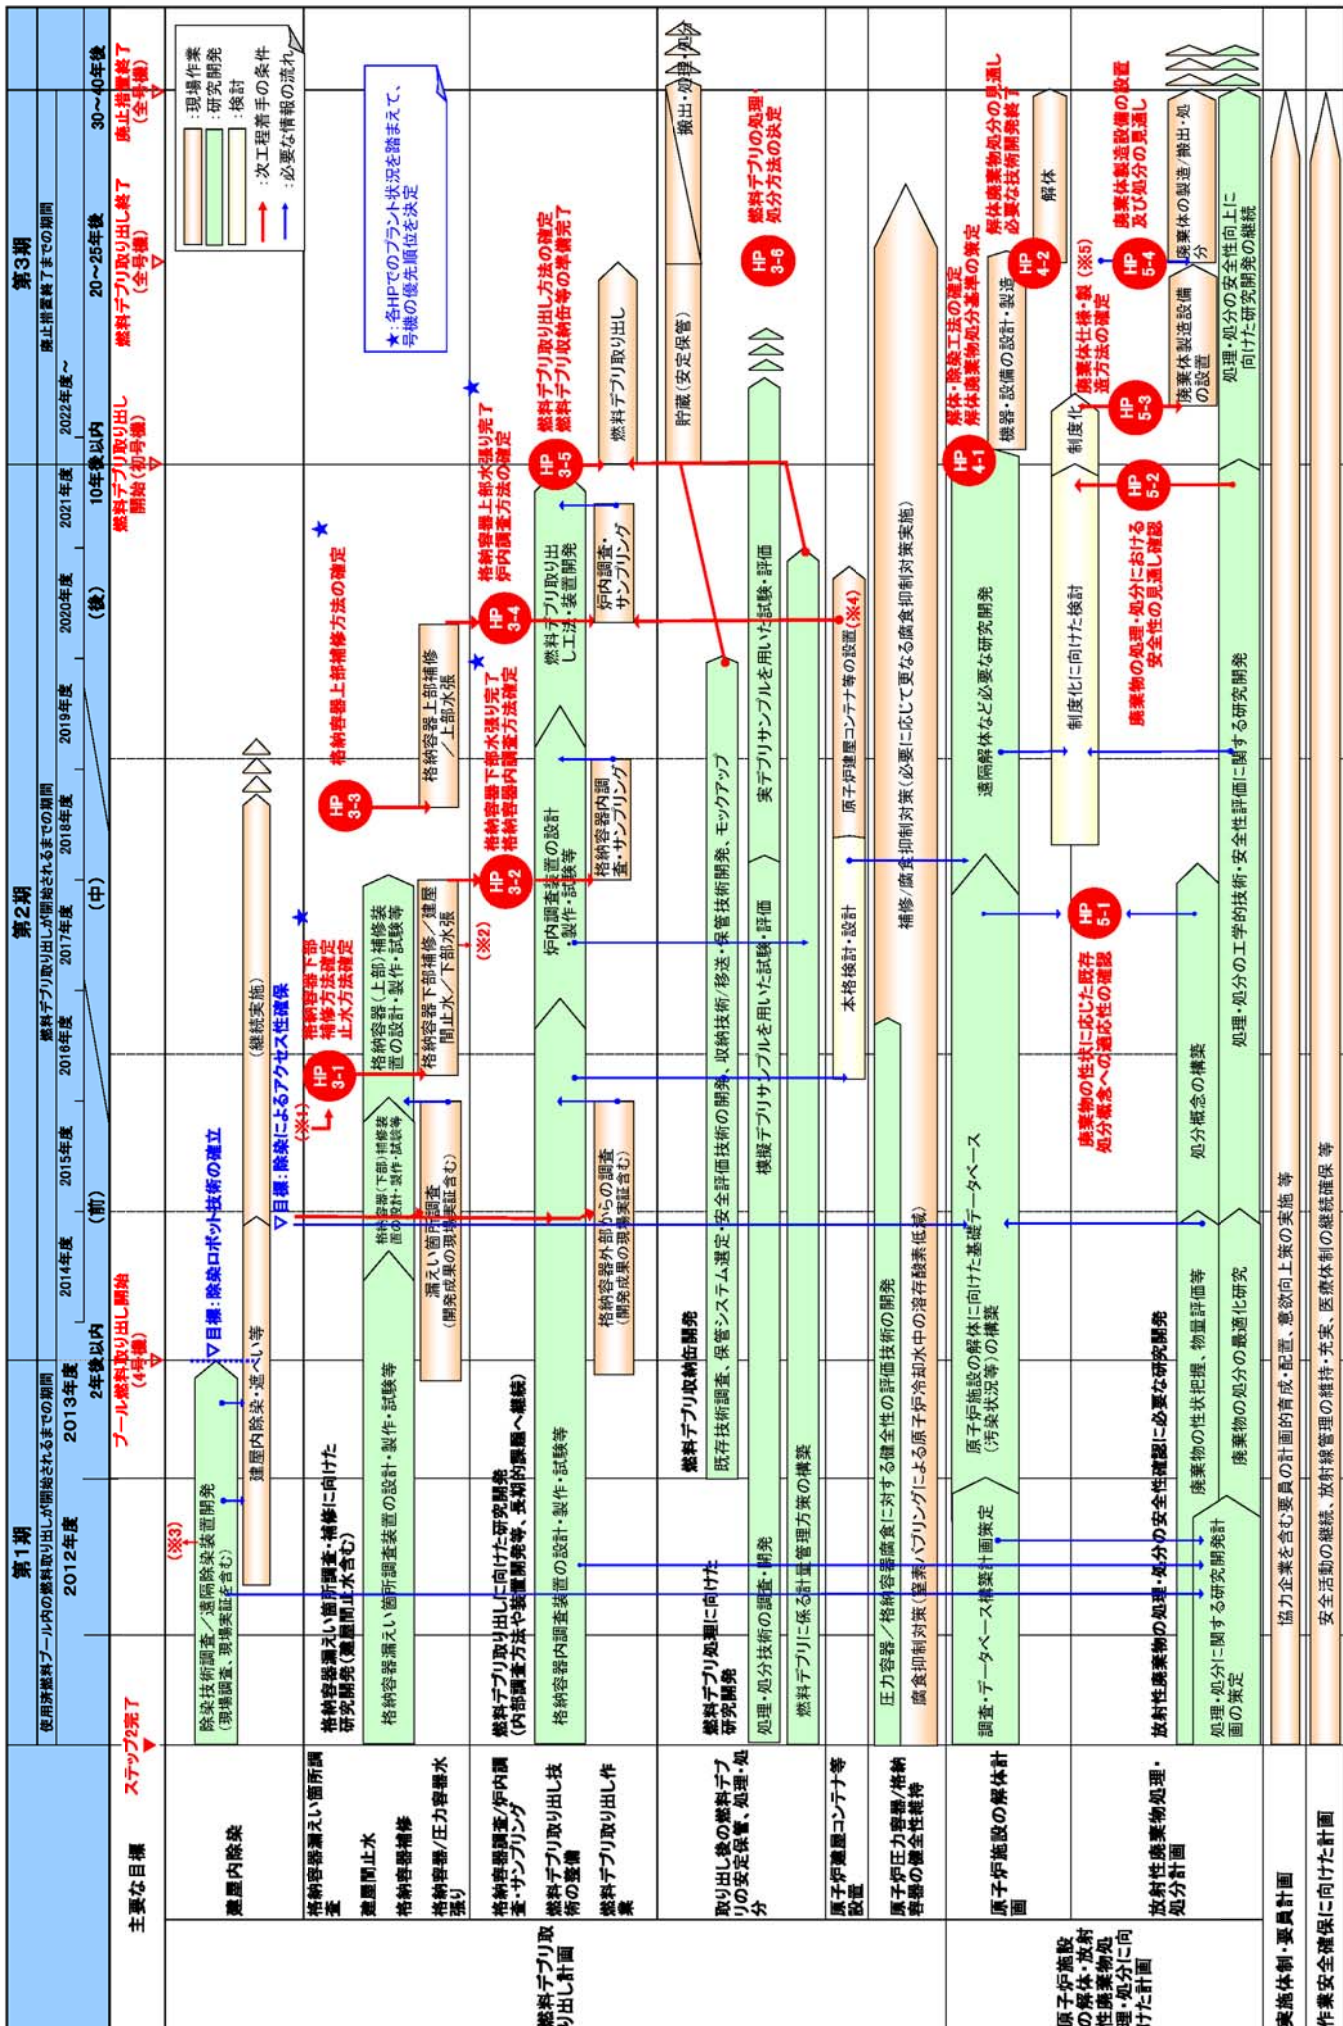 第1期
第2期
第3期
使用済燃料プール内の燃料取り出しが開始されるまでの期間
燃料デブリ取り出しが開始されるまでの期間
廃止措置終了までの期間
2012年度
2013年度
2014年度
2015年度
2016年度
2017年度
2018年度
2019年度
2020年度
2021年度
2022年度~
2年後以内
(前)
(中)
(後)
10年後以内
20~25年後
30~40年後
主要な目標
ステップ2完了
プール燃料取り出し開始
(4号機)
燃料デブリ取り出し
開始(初号機)
燃料デブリ取り出し終了
(全号機)
廃止措置終了
(全号機)
:現場作業
:研究開発
:検討
:次工程着手の条件
:必要な情報の流れ
★:各HPでのプラント状況を踏まえて、
号機の優先順位を決定
燃料デブリ取
り出し計画
建屋内除染
(※3)
除染技術調査/遠隔除染装置開発
(現場調査、現場実証を含む)
▽目標:除染ロボット技術の確立
建屋内除染・遮へい等
(継続実施)
▽目標:除染によるアクセス性確保
格納容器漏えい箇所調
査
建屋間止水
格納容器補修
格納容器/圧力容器水
張り
格納容器漏えい箇所調査・補修に向けた
研究開発(建屋間止水含む)
格納容器漏えい箇所調査装置の設計・製作・試験等
格納容器(下部)補修装
置の設計・製作・試験等
格納容器(上部)補修装
置の設計・製作・試験等
漏えい箇所調査
(開発成果の現場実証含む)
(※1)
HP
3-1
格納容器下部
補修方法確定
止水方法確定
★
格納容器下部補修/建屋
間止水/下部水張
(※2)
HP
3-3
格納容器上部補修方法の確定
★
格納容器上部補修
/上部水張
格納容器調査/炉内調
査・サンプリング
燃料デブリ取り出し技
術の整備
燃料デブリ取り出し作
業
燃料デブリ取り出しに向けた研究開発
(内部調査方法や装置開発等、長期的課題へ継続)
格納容器内調査装置の設計・製作・試験等
格納容器外部からの調査
(開発成果の現場実証含む)
HP
3-2
格納容器下部水張り完了
格納容器内調査方法確定
★
炉内調査装置の設計
・製作・試験等
格納容器内調
査・サンプリング
HP
3-4
格納容器上部水張り完了
炉内調査方法の確定
★
燃料デブリ取り出
し工法・装置開発
炉内調査・
サンプリング
HP
3-5
燃料デブリ取り出し方法の確定
燃料デブリ収納缶等の準備完了
燃料デブリ取り出し
取り出し後の燃料デブ
リの安定保管、処理・処
分
燃料デブリ収納缶開発
既存技術調査、保管システム選定・安全評価技術の開発、収納技術/移送・保管技術開発、モックアップ
貯蔵(安定保管)
搬出・処理・処分
燃料デブリ処理に向けた
研究開発
処理・処分技術の調査・開発
模擬デブリサンプルを用いた試験・評価
実デブリサンプルを用いた試験・評価
HP
3-6
燃料デブリの処理・
処分方法の決定
燃料デブリに係る計量管理方策の構築
原子炉建屋コンテナ等
設置
本格検討・設計
原子炉建屋コンテナ等の設置
(※4)
原子炉圧力容器/格納
容器の健全性維持
圧力容器/格納容器腐食に対する健全性の評価技術の開発
腐食抑制対策(窒素バブリングによる原子炉冷却水中の溶存酸素低減)
補修/腐食抑制対策(必要に応じて更なる腐食抑制対策実施)
原子炉施設
の解体・放射
性廃棄物処
理・処分に向
けた計画
原子炉施設の解体計
画
調査・データベース構築計画策定
原子炉施設の解体に向けた基礎データベース
(汚染状況等)の構築
遠隔解体など必要な研究開発
HP
4-1
解体・除染工法の確定
解体廃棄物処分基準の策定
機器・設備の設計・製造
HP
4-2
解体廃棄物処分の見通し
必要な技術開発終了
解体
放射性廃棄物処理・
処分計画
制度化に向けた検討
制度化
放射性廃棄物の処理・処分の安全性確認に必要な研究開発
処理・処分に関する研究開発計
画の策定
廃棄物の性状把握、物量評価等
廃棄物の処分の最適化研究
処分概念の構築
HP
5-1
廃棄物の性状に応じた既存
処分概念への適応性の確認
処理・処分の工学的技術・安全性評価に関する研究開発
HP
5-2
廃棄物の処理・処分における
安全性の見通し確認
HP
5-3
廃棄体仕様・製
造方法の確定
(※5)
廃棄体製造設備
の設置
HP
5-4
廃棄体製造設備の設置
及び処分の見通し
廃棄体の製造/搬出・処
分
処理・処分の安全性向上に
向けた研究開発の継続
実施体制・要員計画
協力企業を含む要員の計画的育成・配置、意欲向上策の実施 等
作業安全確保に向けた計画
安全活動の継続、放射線管理の維持・充実、医療体制の継続確保 等